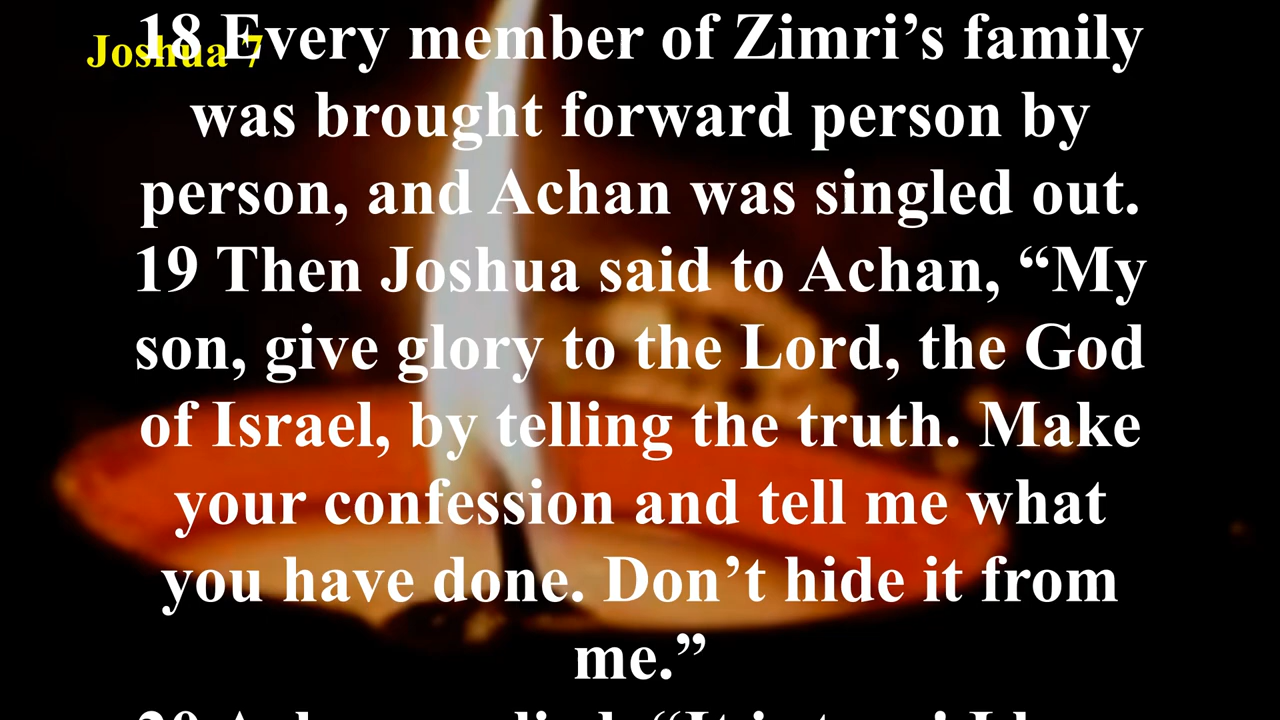 Joshua 7
18 Every member of Zimri’s family
was brought forward person by
person, and Achan was singled out.
19 Then Joshua said to Achan, “My
son, give glory to the Lord, the God
of Israel, by telling the truth. Make
your confession and tell me what
you have done. Don’t hide it from
me.”